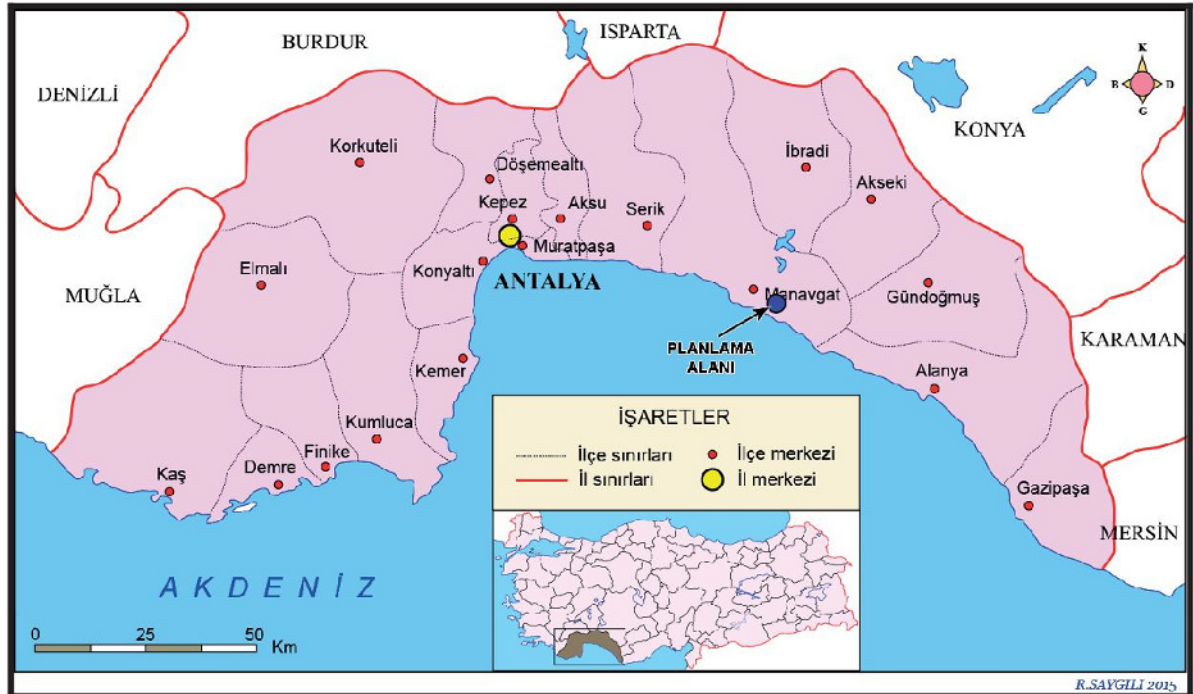 BURDUR
ISPARTA
DENİZLİ
KONYA
K
B D
G
Korkuteli
Döşemealtı
İbradi
Akseki
Kepez
Aksu
Serik
Muratpaşa
Elmalı
Konyaltı
ANTALYA
Manavgat
Gündoğmuş
MUĞLA
KARAMAN
PLANLAMA
ALANI
Kemer
Alanya
Kumluca
Finike
Demre
Kaş
Gazipaşa
MERSİN
İŞARETLER
İlçe sınırları
İlçe merkezi
İl sınırları
İl merkezi
AKDENİZ
0 25 50
Km
R.SAYGILI 2015